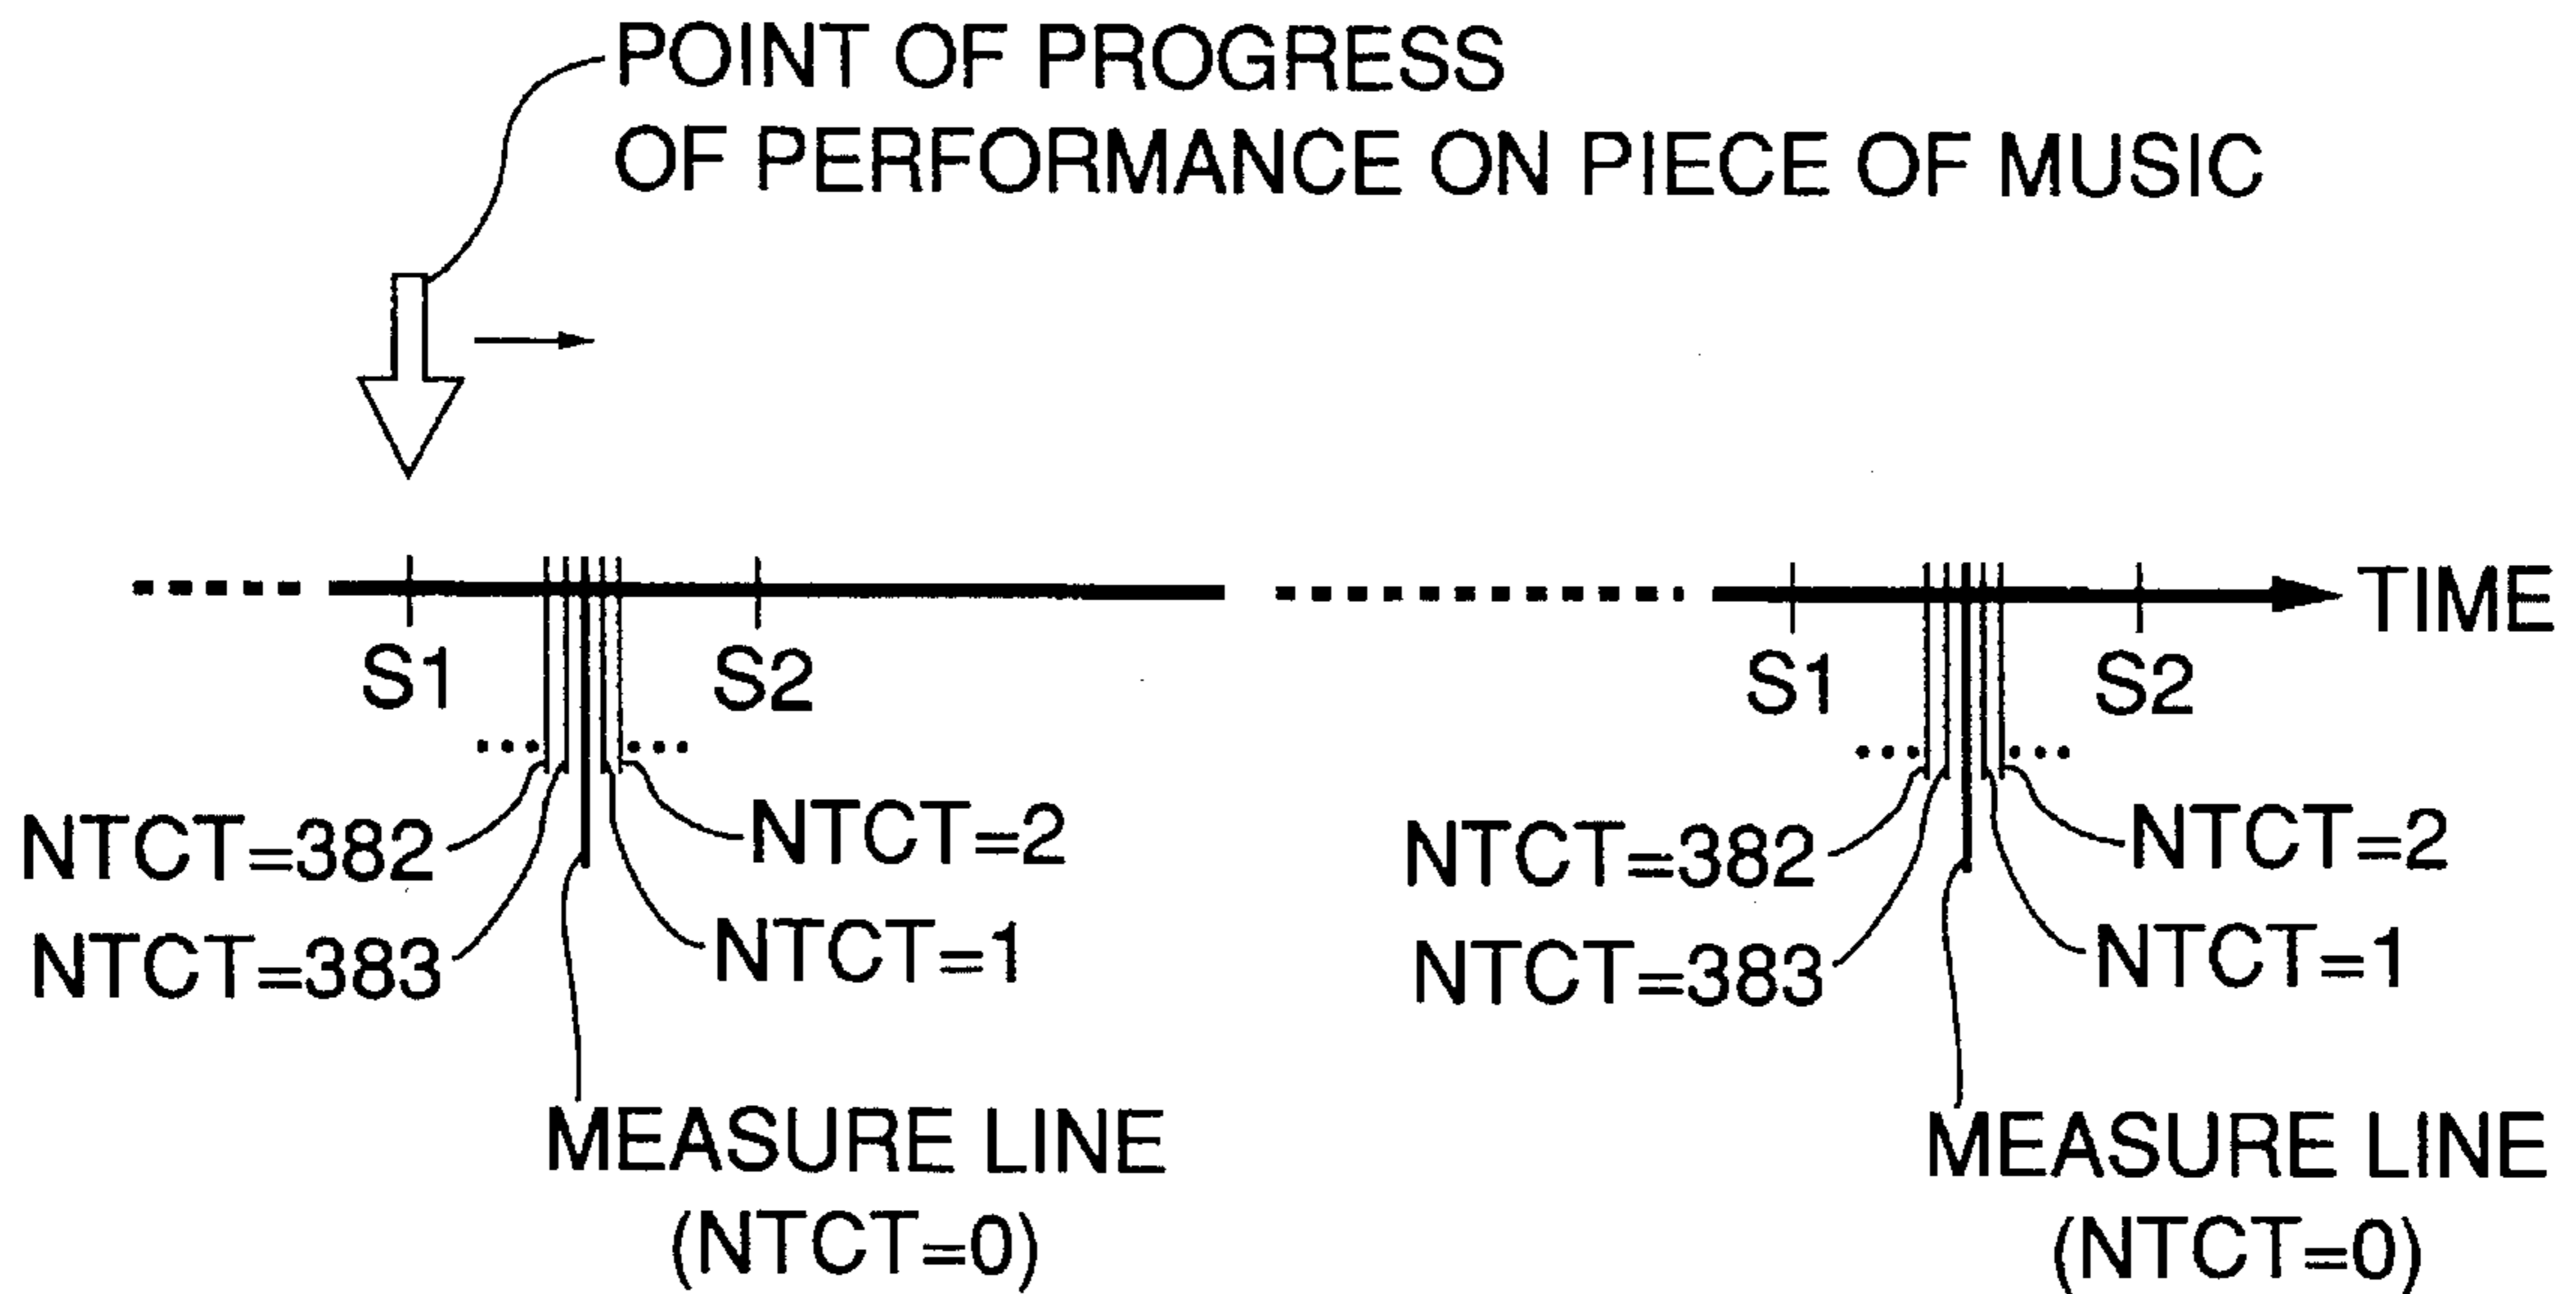 POINT OF PROGRESS
OF PERFORMANCE ON PIECE OF MUSIC
TIME
S1
S2
S1
S2
NTCT=382
NTCT=2
NTCT=382
NTCT=2
NTCT=383
NTCT=1
NTCT=383
NTCT=1
MEASURE LINE
(NTCT=0)
MEASURE LINE
(NTCT=0)